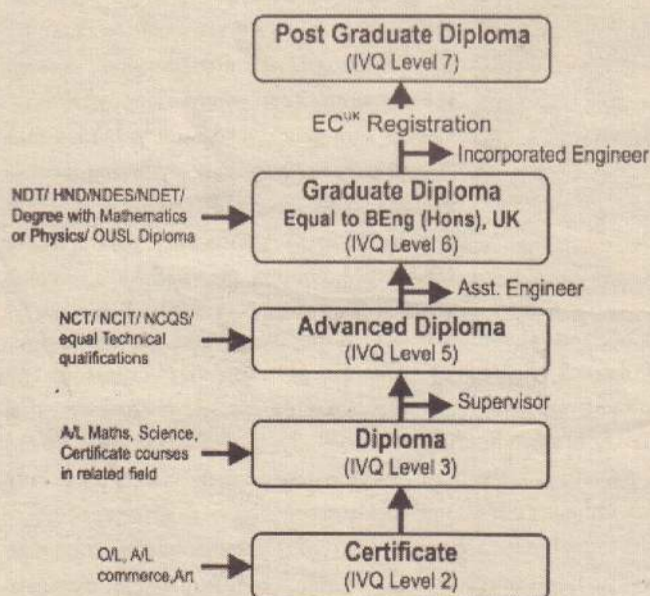 Post Graduate Diploma
(IVQ Level 7)
EC^UK Registration
Incorporated Engineer
NDT/ HND/NDES/NDET/
Degree with Mathematics
or Physics/ OUSL Diploma
Graduate Diploma
Equal to BEng (Hons), UK
(IVQ Level 6)
Asst. Engineer
NCT/ NCIT/ NCQS/
equal Technical
qualifications
Advanced Diploma
(IVQ Level 5)
Supervisor
A/L Maths, Science,
Certificate courses
in related field
Diploma
(IVQ Level 3)
O/L, A/L
commerce,Art
Certificate
(IVQ Level 2)